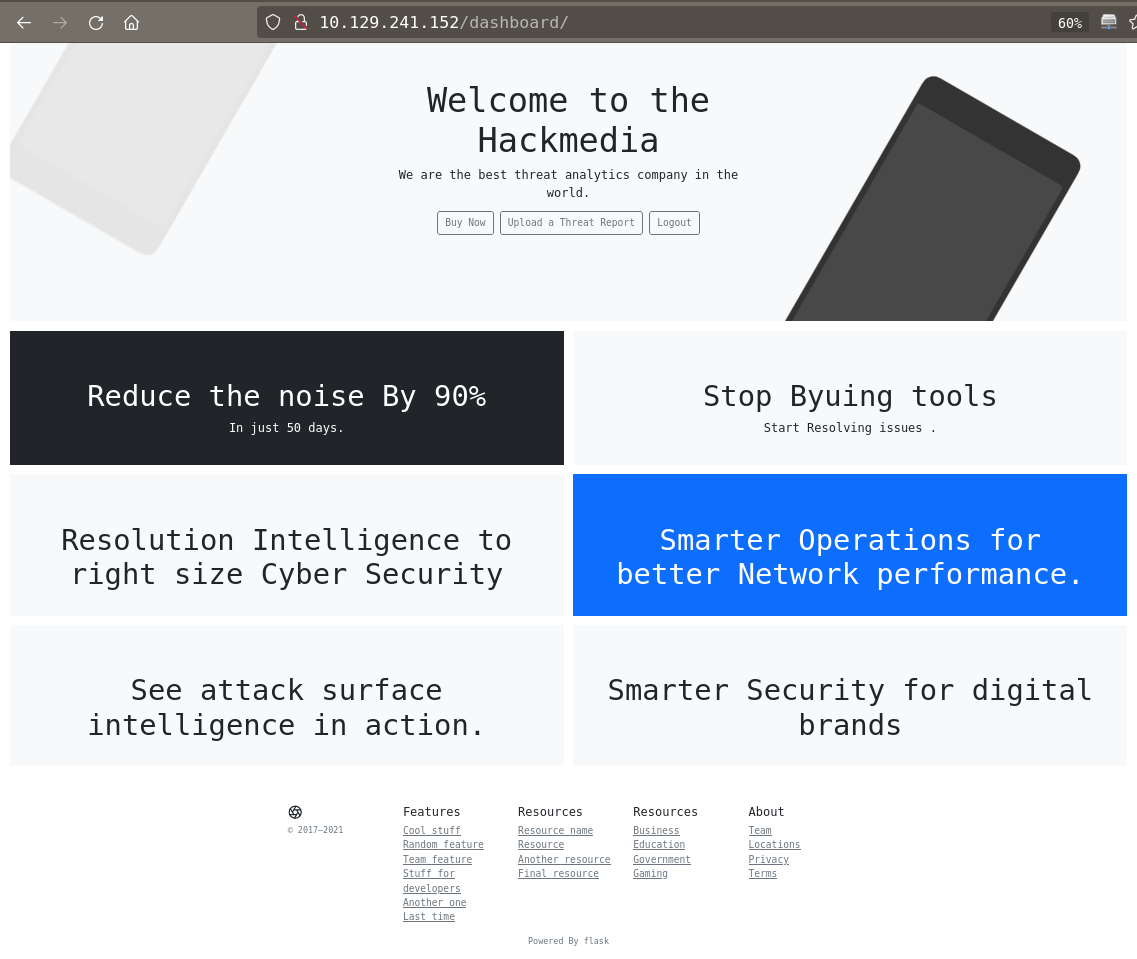 10.129.241.152/dashboard/
60%
Welcome to the
Hackmedia
We are the best threat analytics company in the
world.
Buy Now Upload a Threat Report Logout
Reduce the noise By 90%
In just 50 days.
Stop Byuing tools
Start Resolving issues .
Resolution Intelligence to
right size Cyber Security
Smarter Operations for
better Network performance.
See attack surface
intelligence in action.
Smarter Security for digital
brands
© 2017–2021
Features
Cool stuff
Random feature
Team feature
Stuff for
developers
Another one
Last time
Resources
Resource name
Resource
Another resource
Final resource
Resources
Business
Education
Government
Gaming
About
Team
Locations
Privacy
Terms
Powered By flask